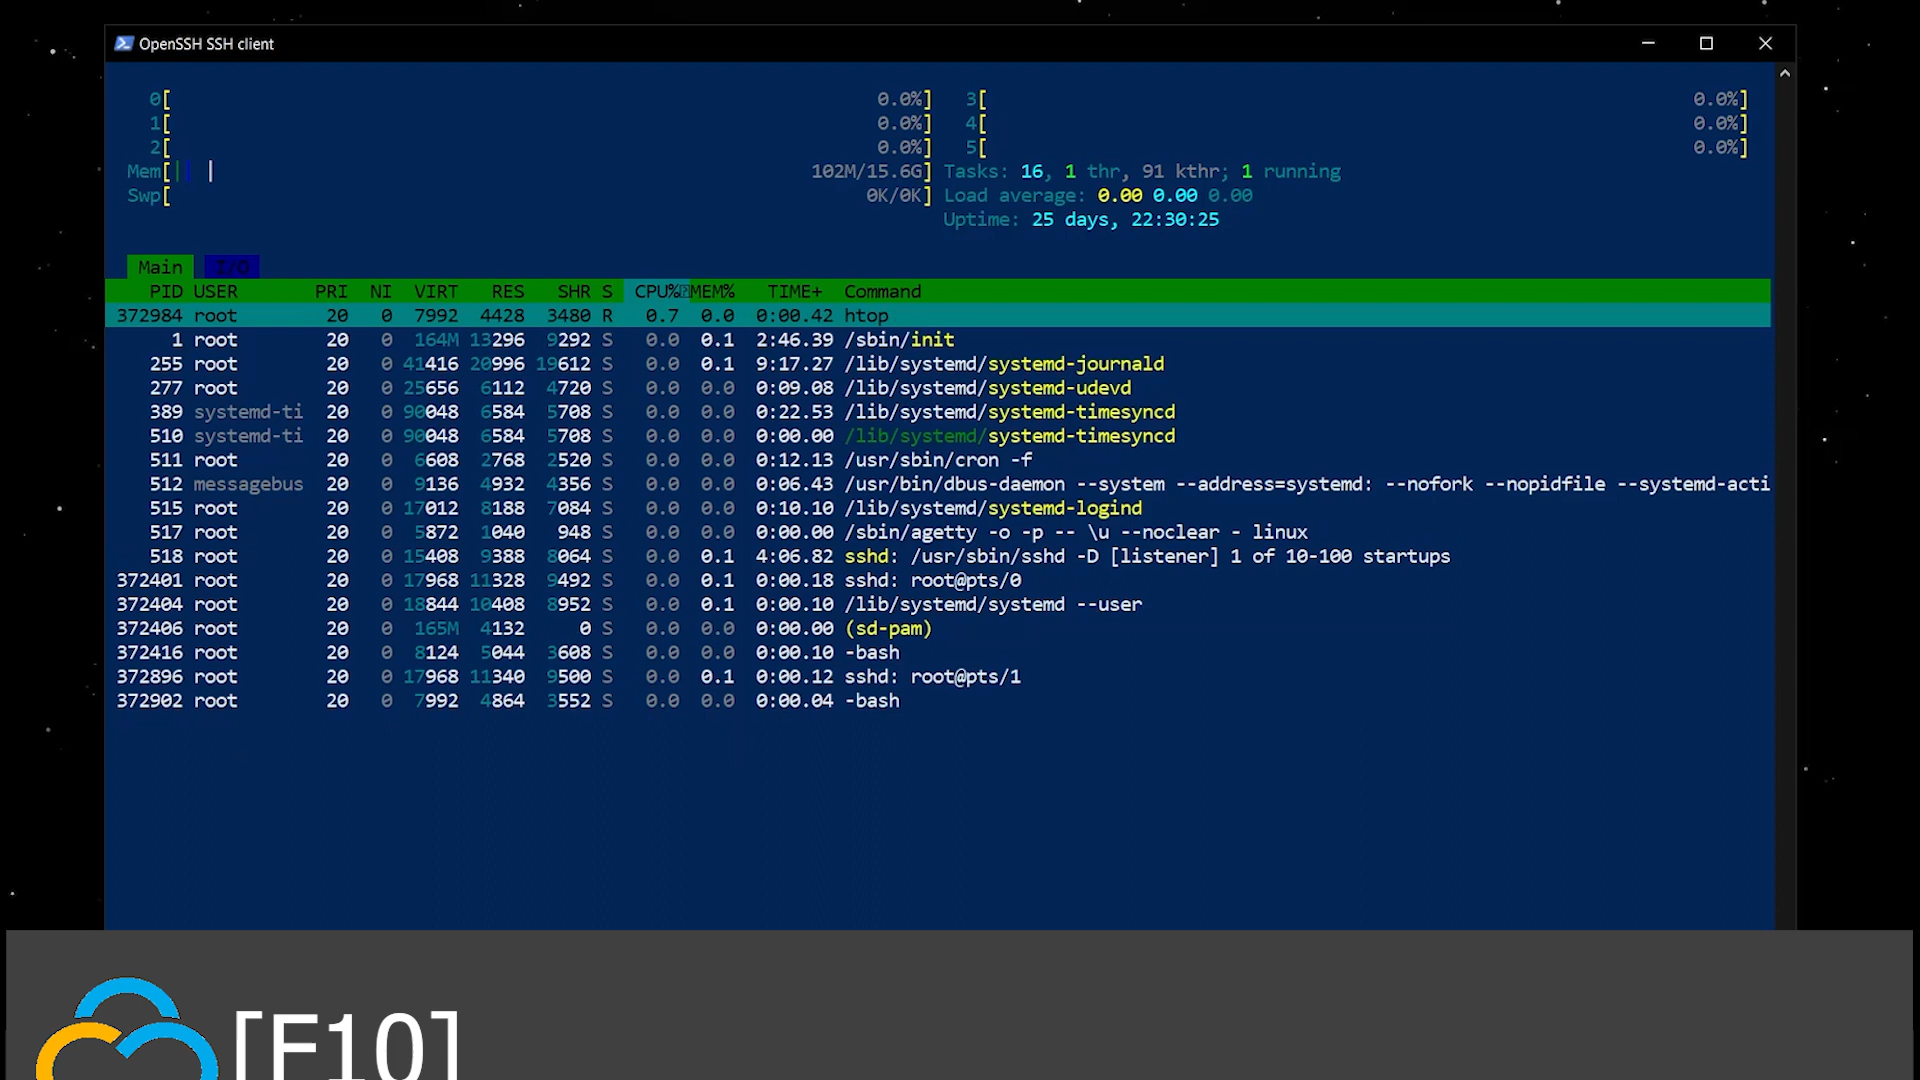 OpenSSH SSH client
0[ 0.0%] 3[ 0.0%]
1[ 0.0%] 4[ 0.0%]
2[ 0.0%] 5[ 0.0%]
Mem[|| | 102M/15.6G] Tasks: 16, 1 thr, 91 kthr; 1 running
Swp[ 0K/0K] Load average: 0.00 0.00 0.00
Uptime: 25 days, 22:30:25
Main I/O
PID USER PRI NI VIRT RES SHR S CPU% MEM% TIME+ Command
372984 root 20 0 7992 4428 3480 R 0.7 0.0 0:00.42 htop
1 root 20 0 164M 13296 9292 S 0.0 0.1 2:46.39 /sbin/init
255 root 20 0 41416 20996 19612 S 0.0 0.1 9:17.27 /lib/systemd/systemd-journald
277 root 20 0 25656 6112 4720 S 0.0 0.0 0:09.08 /lib/systemd/systemd-udevd
389 systemd-ti 20 0 90048 6584 5708 S 0.0 0.0 0:22.53 /lib/systemd/systemd-timesyncd
510 systemd-ti 20 0 90048 6584 5708 S 0.0 0.0 0:00.00 /lib/systemd/systemd-timesyncd
511 root 20 0 6608 2768 2520 S 0.0 0.0 0:12.13 /usr/sbin/cron -f
512 messagebus 20 0 9136 4932 4356 S 0.0 0.0 0:06.43 /usr/bin/dbus-daemon --system --address=systemd: --nofork --nopidfile --systemd-acti
515 root 20 0 17012 8188 7084 S 0.0 0.0 0:10.10 /lib/systemd/systemd-logind
517 root 20 0 5872 1040 948 S 0.0 0.0 0:00.00 /sbin/agetty -o -p -- \u --noclear - linux
518 root 20 0 15408 9388 8064 S 0.0 0.1 4:06.82 sshd: /usr/sbin/sshd -D [listener] 1 of 10-100 startups
372401 root 20 0 17968 11328 9492 S 0.0 0.1 0:00.18 sshd: root@pts/0
372404 root 20 0 18844 10408 8952 S 0.0 0.1 0:00.10 /lib/systemd/systemd --user
372406 root 20 0 165M 4132 0 S 0.0 0.0 0:00.00 (sd-pam)
372416 root 20 0 8124 5044 3608 S 0.0 0.0 0:00.10 -bash
372896 root 20 0 17968 11340 9500 S 0.0 0.1 0:00.12 sshd: root@pts/1
372902 root 20 0 7992 4864 3552 S 0.0 0.0 0:00.04 -bash
[F10]